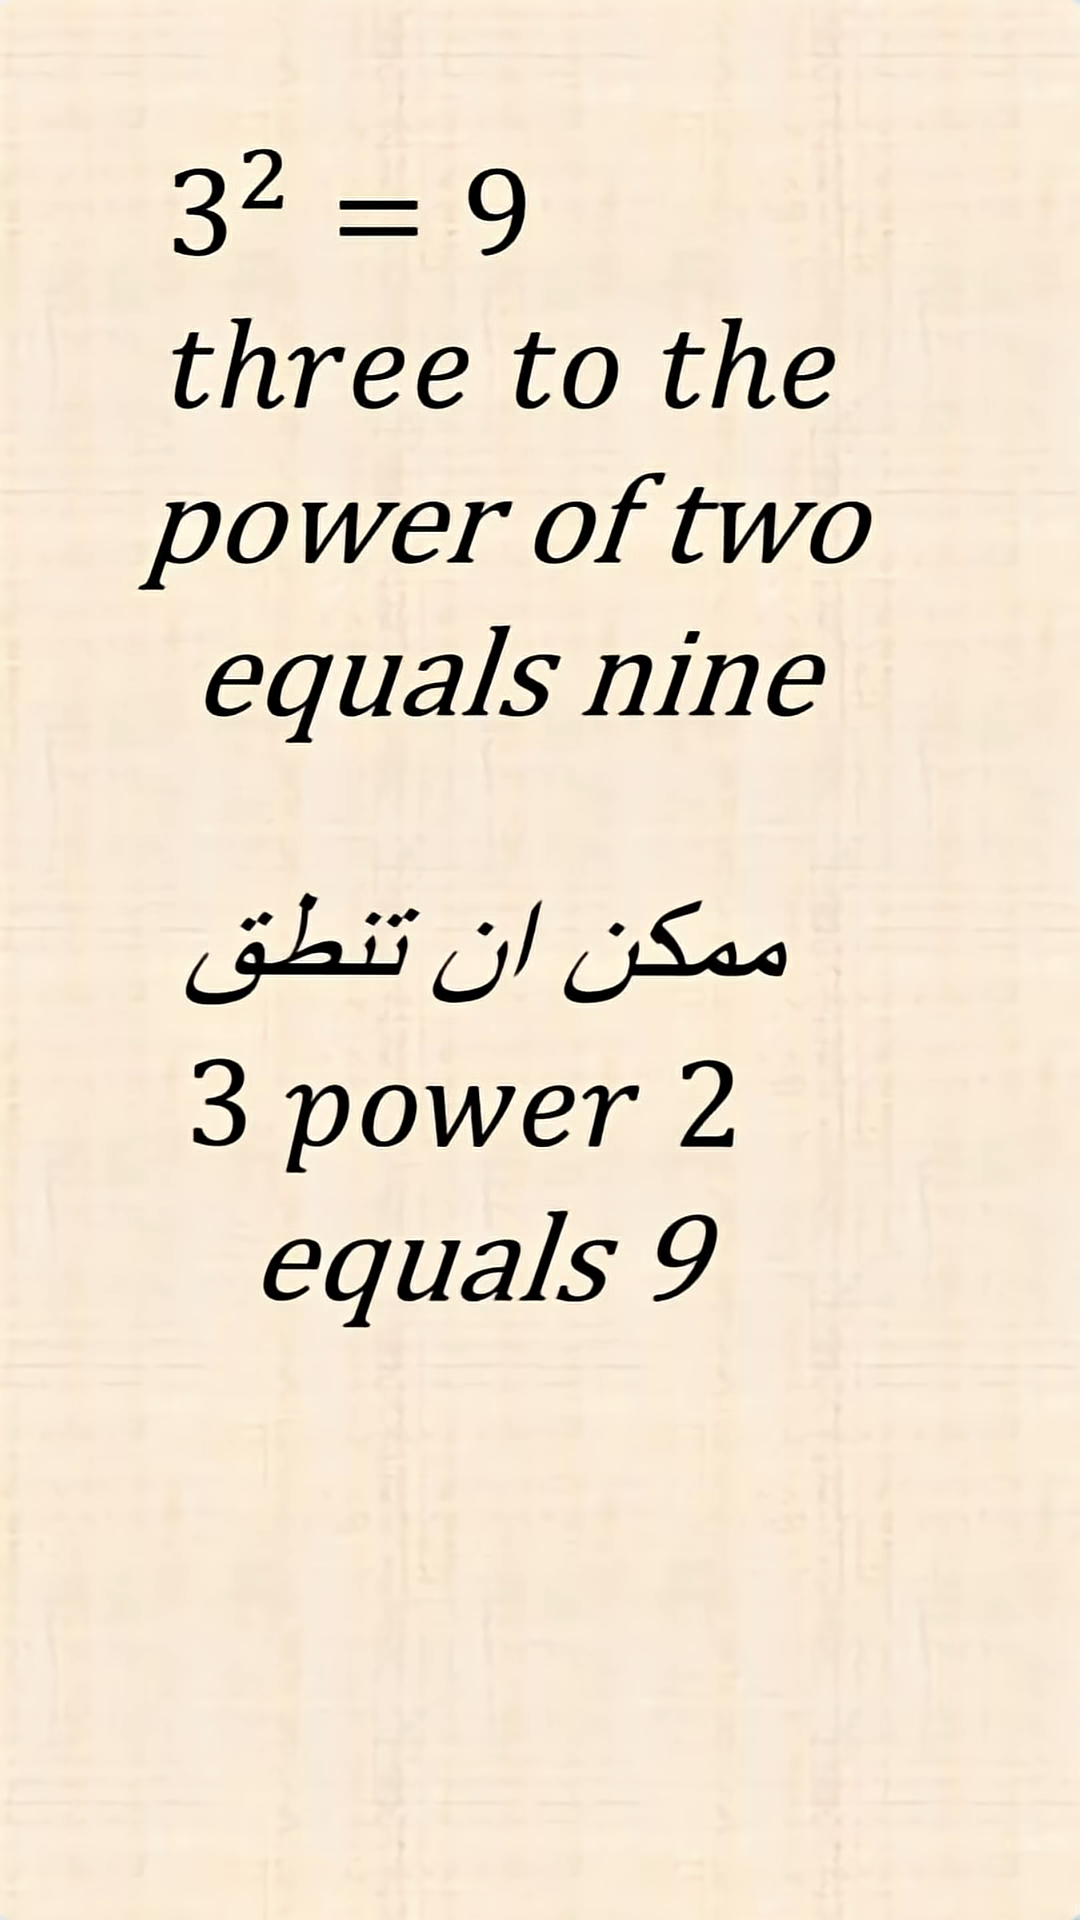 3² = 9
three to the
power of two
equals nine
ممكن ان تنطق
3 power 2
equals 9